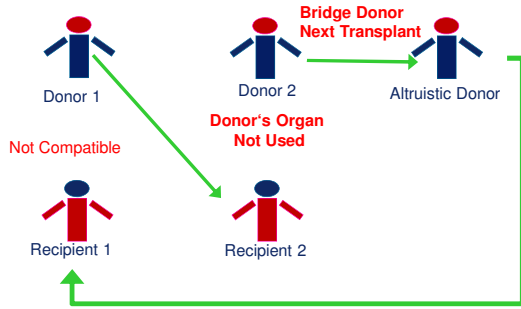 Bridge Donor
Next Transplant
Donor 1
Donor 2
Altruistic Donor
Donor‘s Organ
Not Used
Not Compatible
Recipient 1
Recipient 2